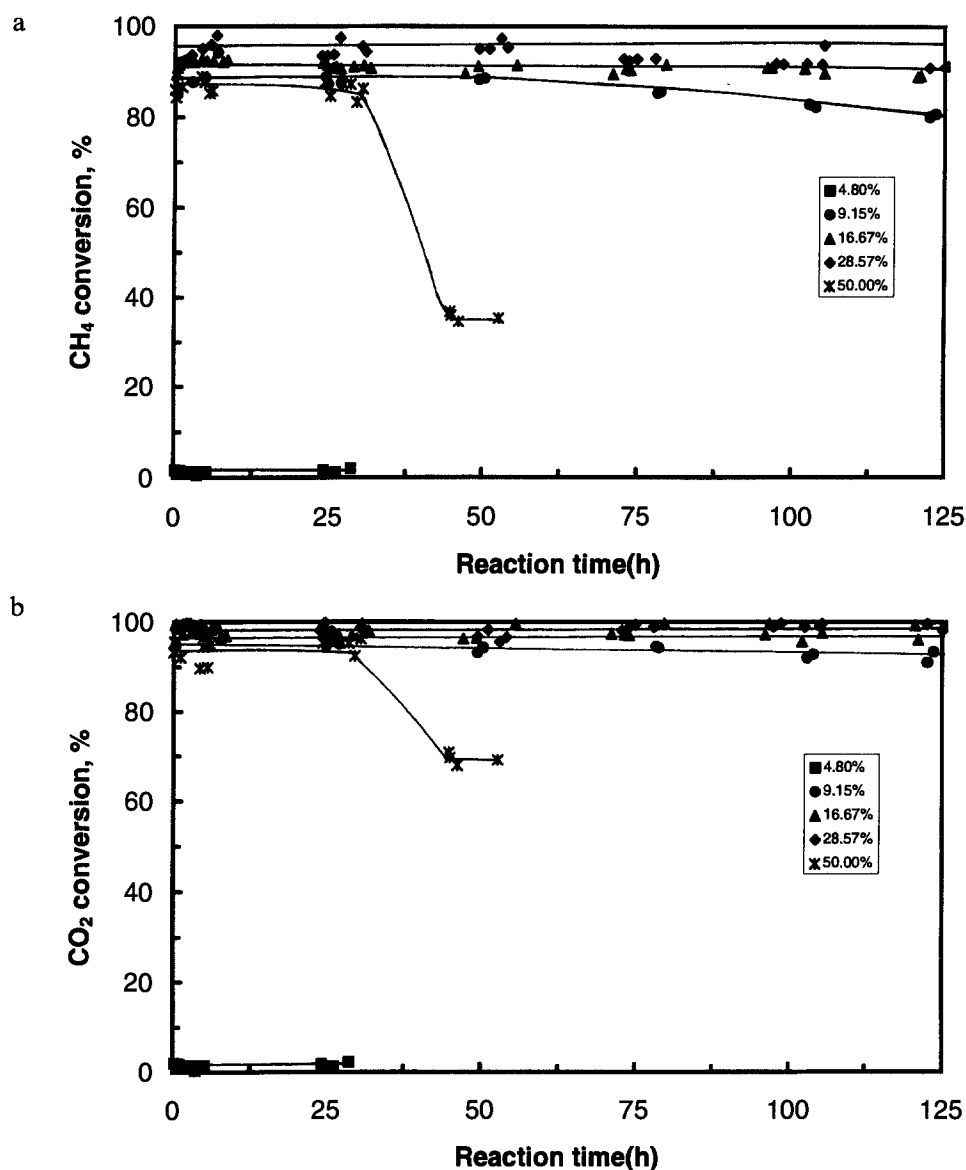 a
100
80
60
40
20
0
CH₄ conversion, %
4.80%
9.15%
16.67%
28.57%
50.00%
0 25 50 75 100 125
Reaction time(h)
b
100
80
60
40
20
0
CO₂ conversion, %
4.80%
9.15%
16.67%
28.57%
50.00%
0 25 50 75 100 125
Reaction time(h)